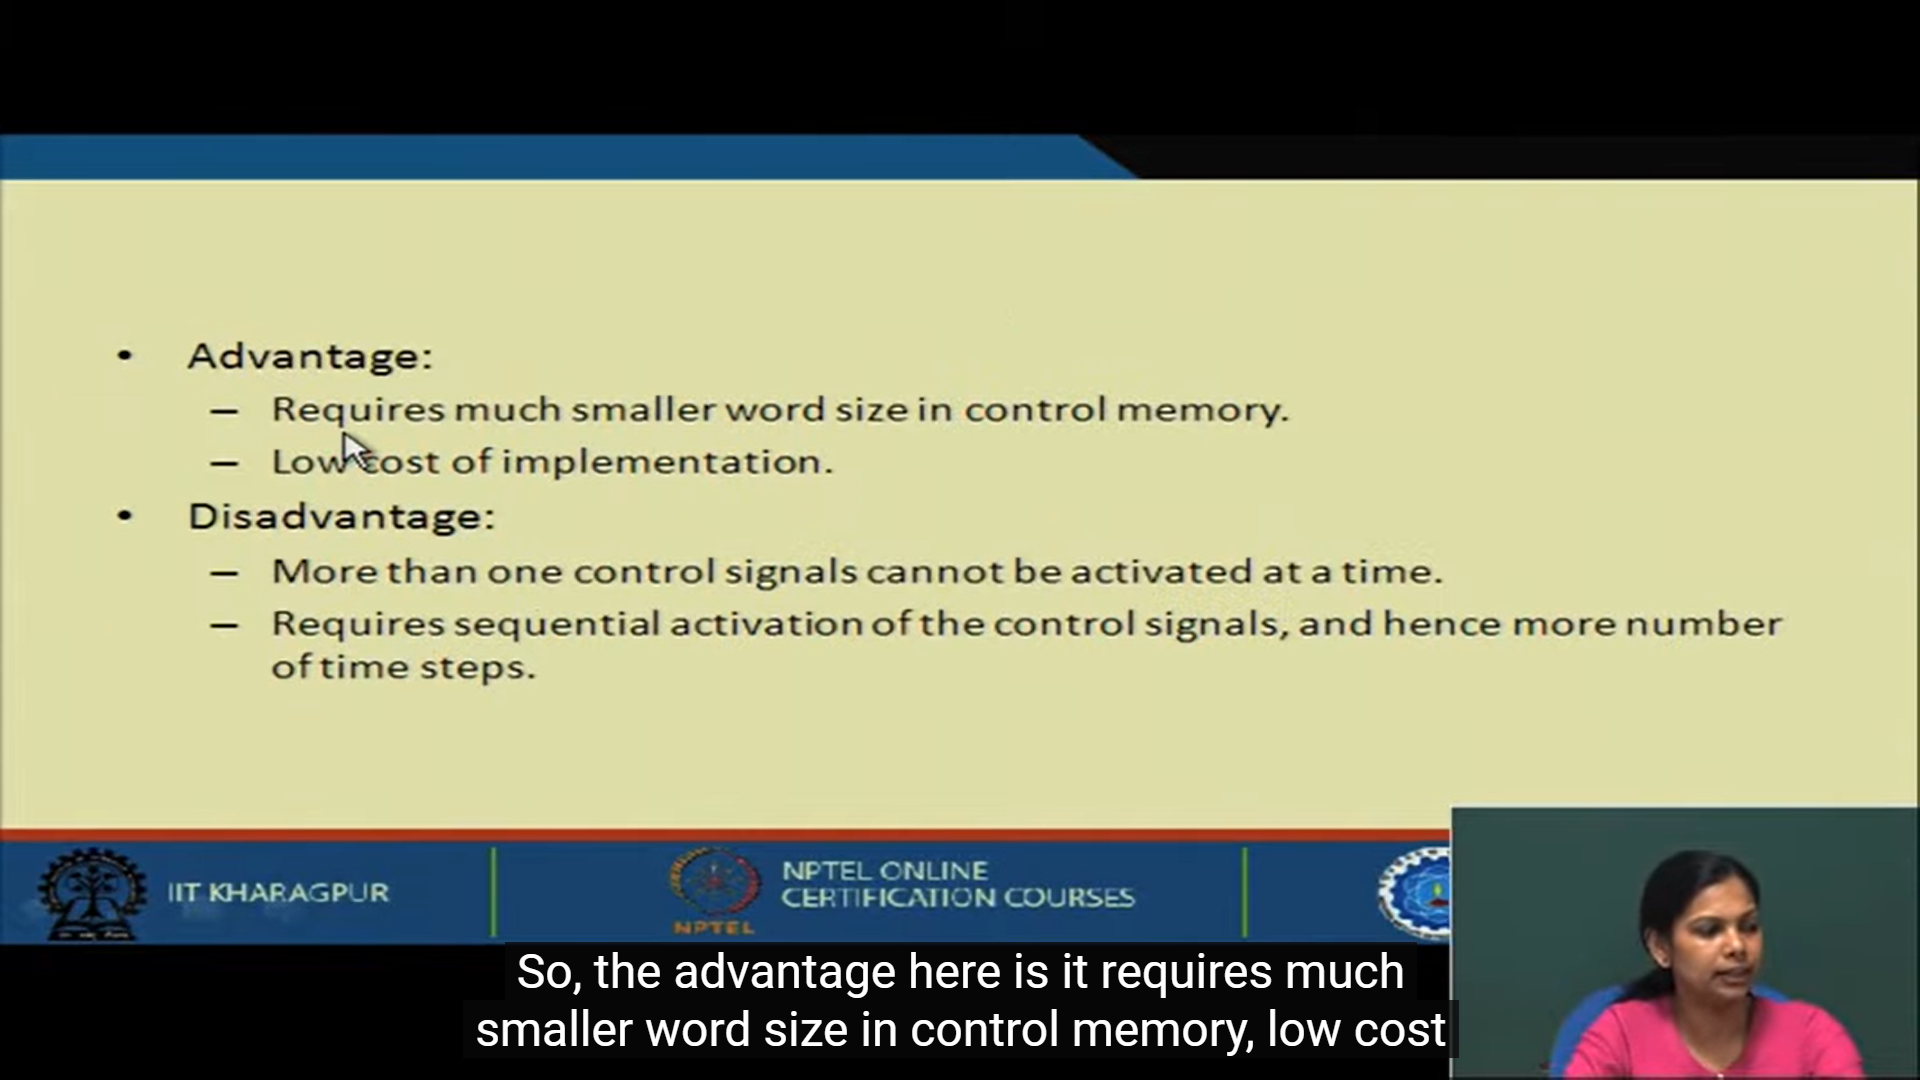 • Advantage:
– Requires much smaller word size in control memory.
– Low cost of implementation.
• Disadvantage:
– More than one control signals cannot be activated at a time.
– Requires sequential activation of the control signals, and hence more number
of time steps.
IIT KHARAGPUR
NPTEL
NPTEL ONLINE
CERTIFICATION COURSES
So, the advantage here is it requires much
smaller word size in control memory, low cost